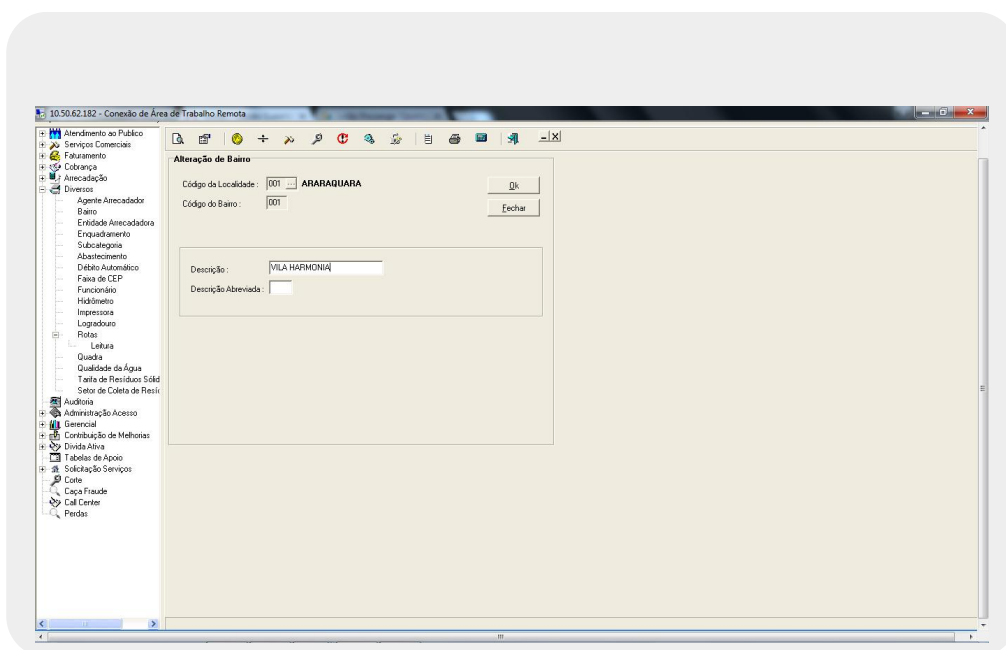 10.50.62.182 - Conexão de Área de Trabalho Remota
Atendimento ao Publico
Serviços Comerciais
Faturamento
Cobrança
Arrecadação
Diversos
Agente Arrecadador
Bairro
Entidade Arrecadadora
Enquadramento
Subcategoria
Abastecimento
Débito Automático
Faixa de CEP
Funcionário
Hidrômetro
Impressora
Logradouro
Rotas
Leitura
Quadra
Qualidade da Água
Tarifa de Resíduos Sólid
Setor de Coleta de Resíc
Auditoria
Administração Acesso
Gerencial
Contribuição de Melhorias
Divida Ativa
Tabelas de Apoio
Solicitação Serviços
Corte
Caça Fraude
Call Center
Perdas
Alteração de Bairro
Código da Localidade : 001 ... ARARAQUARA
Ok
Código do Bairro : 001
Fechar
Descrição : VILA HARMONIA
Descrição Abreviada :